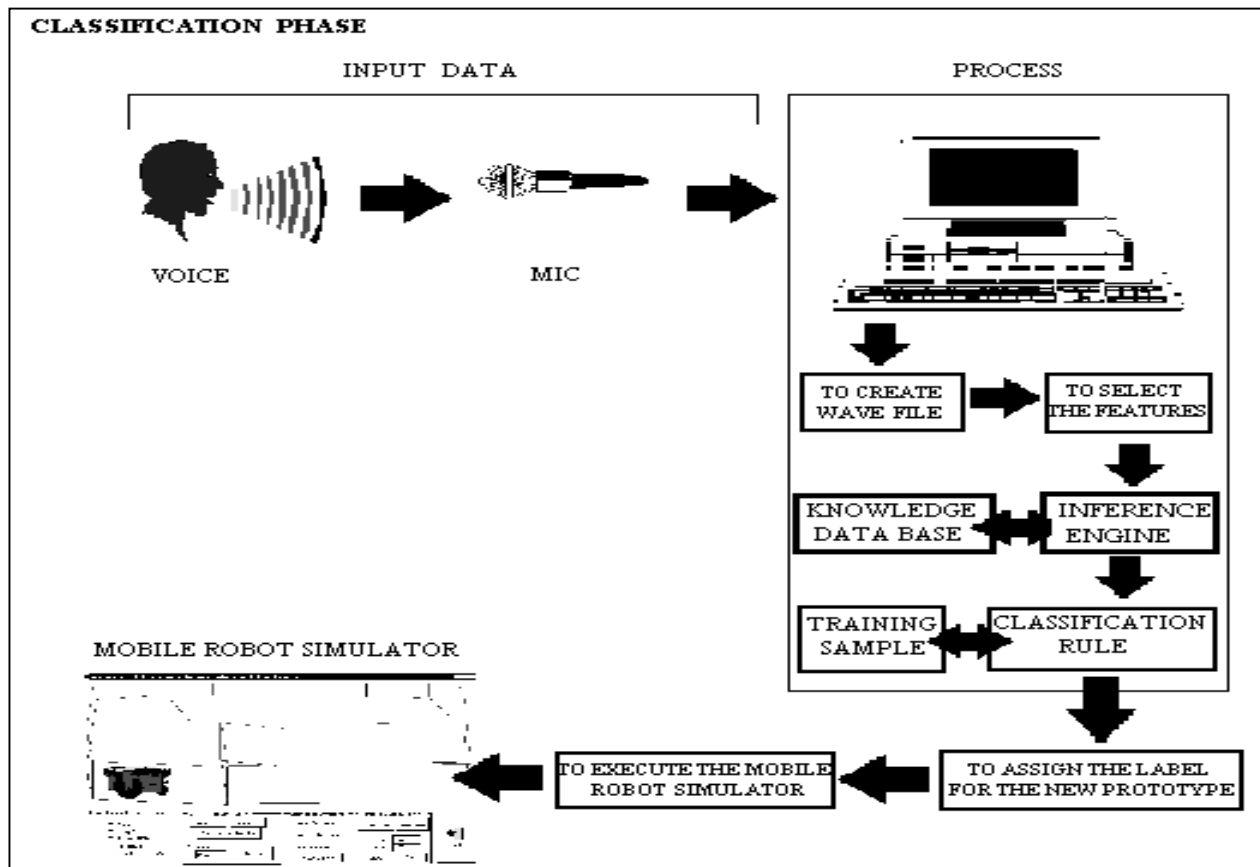 CLASSIFICATION PHASE
INPUT DATA
PROCESS
VOICE
MIC
TO CREATE
WAVE FILE
TO SELECT
THE FEATURES
KNOWLEDGE
DATA BASE
INFERENCE
ENGINE
TRAINING
SAMPLE
CLASSIFICATION
RULE
MOBILE ROBOT SIMULATOR
TO EXECUTE THE MOBILE
ROBOT SIMULATOR
TO ASSIGN THE LABEL
FOR THE NEW PROTOTYPE